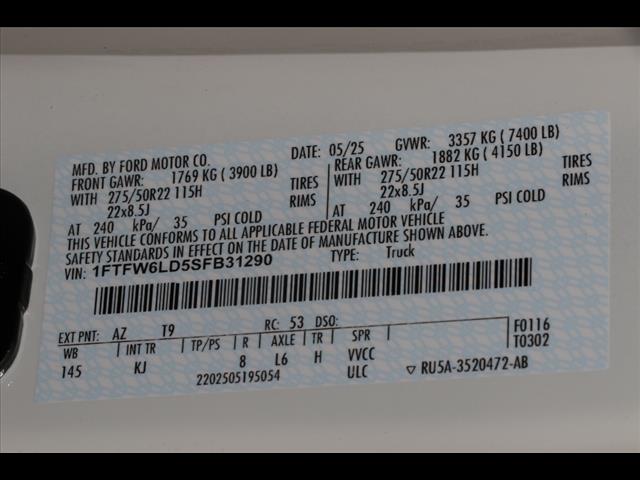 MFD. BY FORD MOTOR CO. DATE: 05/25 GVWR: 3357 KG ( 7400 LB)
FRONT GAWR: 1769 KG ( 3900 LB) REAR GAWR: 1882 KG ( 4150 LB)
WITH 275/50R22 115H TIRES WITH 275/50R22 115H TIRES
22x8.5J RIMS 22x8.5J RIMS
AT 240 kPa/ 35 PSI COLD AT 240 kPa/ 35 PSI COLD
THIS VEHICLE CONFORMS TO ALL APPLICABLE FEDERAL MOTOR VEHICLE
SAFETY STANDARDS IN EFFECT ON THE DATE OF MANUFACTURE SHOWN ABOVE.
VIN: 1FTFW6LD5SFB31290 TYPE: Truck
EXT PNT: AZ T9 RC: 53 DSO: F0116
WB INT TR TP/PS R AXLE TR SPR T0302
145 KJ 8 L6 H VVCC
2202505195054 ULC ▽ RU5A-3520472-AB